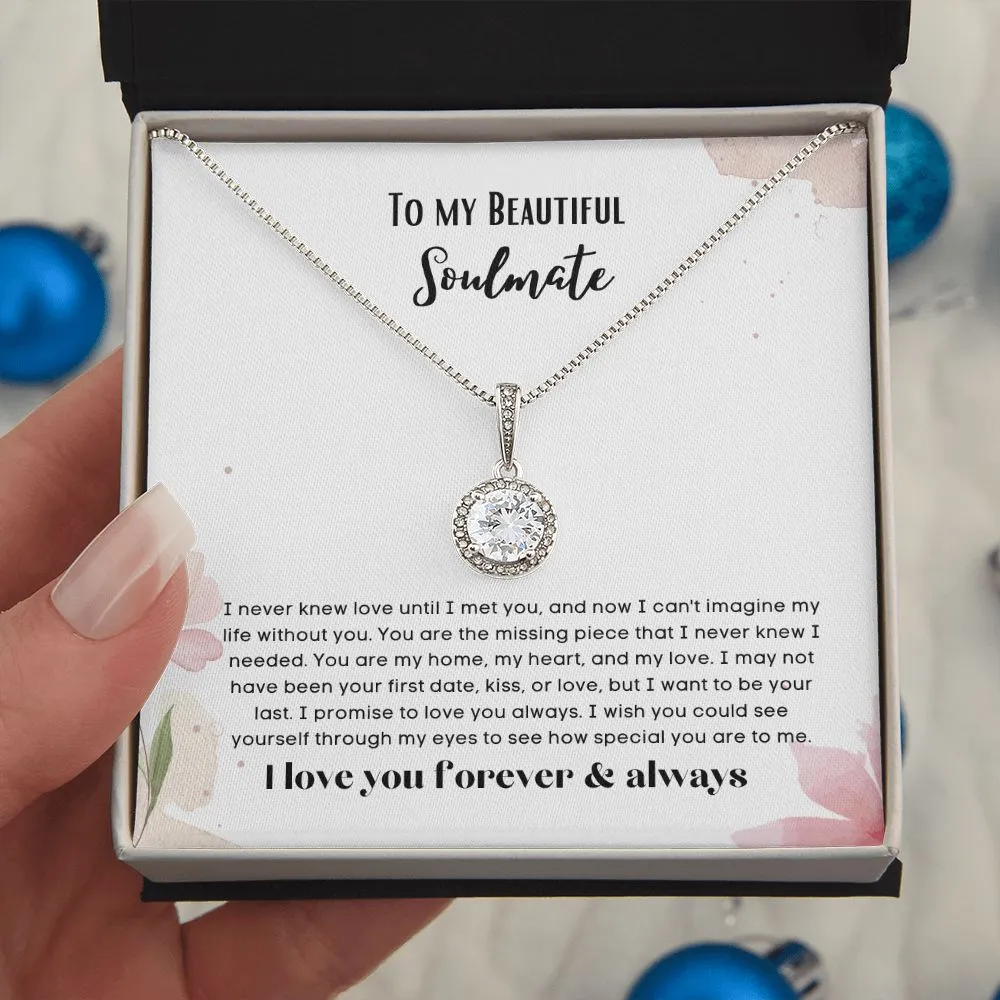 To my Beautiful
Soulmate
I never knew love until I met you, and now I can't imagine my
life without you. You are the missing piece that I never knew I
needed. You are my home, my heart, and my love. I may not
have been your first date, kiss, or love, but I want to be your
last. I promise to love you always. I wish you could see
yourself through my eyes to see how special you are to me.
I love you forever & always